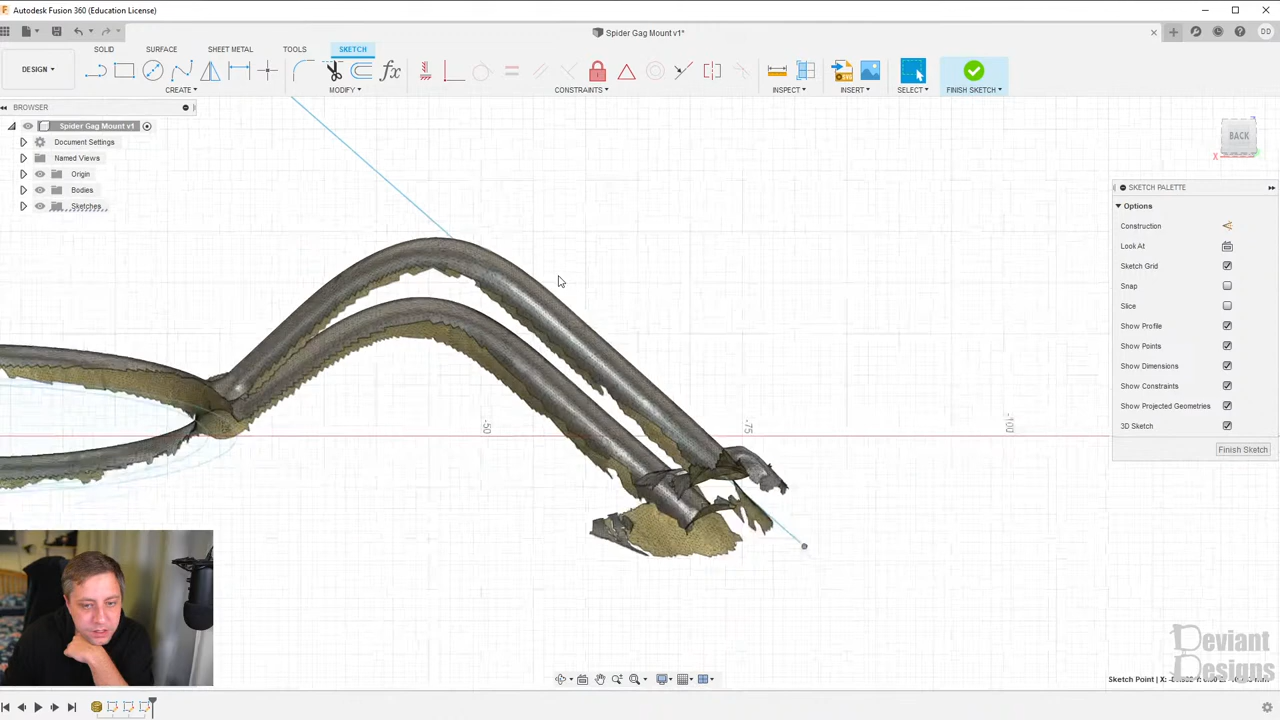 Autodesk Fusion 360 (Education License)
Spider Gag Mount v1*
DD
DESIGN
SOLID SURFACE SHEET METAL TOOLS SKETCH
CREATE MODIFY CONSTRAINTS INSPECT INSERT SELECT FINISH SKETCH
BROWSER
Spider Gag Mount v1
Document Settings
Named Views
Origin
Bodies
Sketches
BACK
X
SKETCH PALETTE
Options
Construction
Look At
Sketch Grid
Snap
Slice
Show Profile
Show Points
Show Dimensions
Show Constraints
Show Projected Geometries
3D Sketch
Finish Sketch
-50
-75
-100
Deviant
Designs